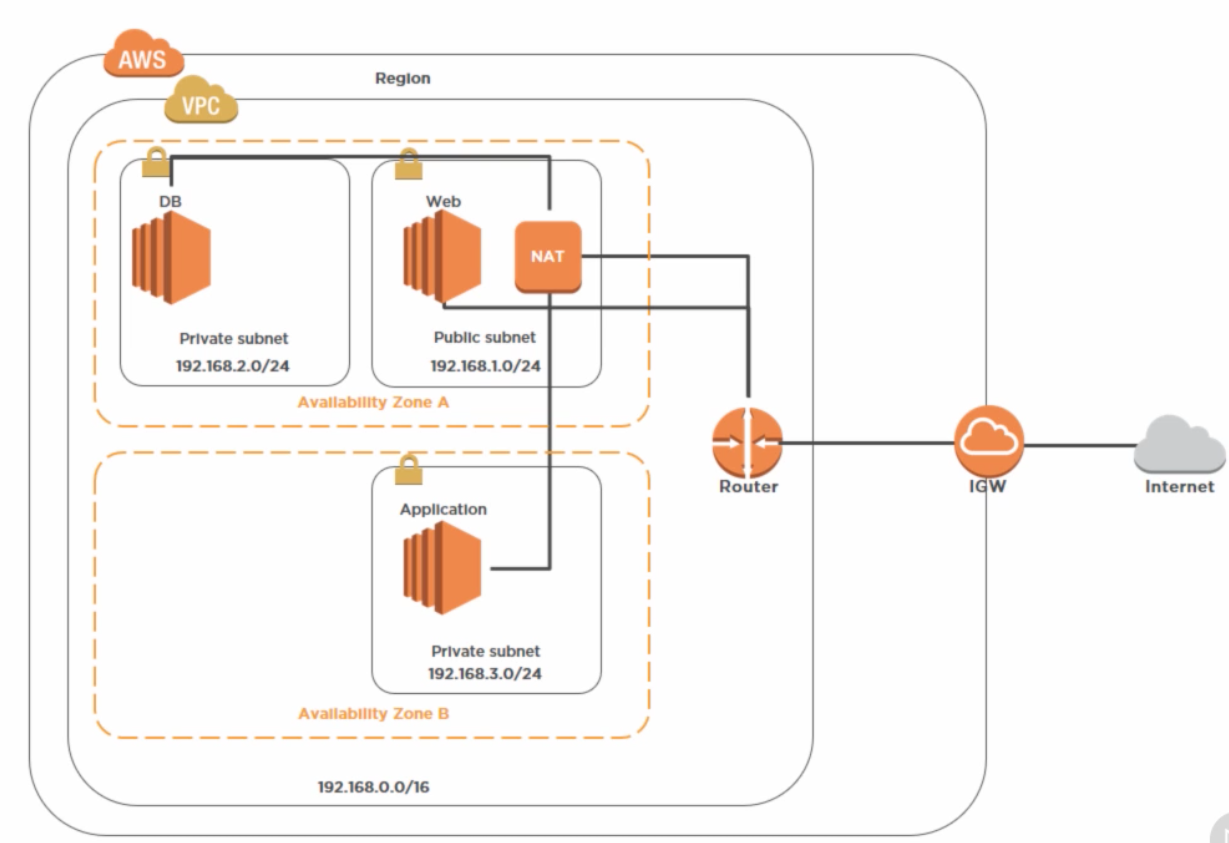 AWS
Region
VPC
DB
Web
NAT
Private subnet
192.168.2.0/24
Public subnet
192.168.1.0/24
Availability Zone A
Router
IGW
Internet
Application
Private subnet
192.168.3.0/24
Availability Zone B
192.168.0.0/16